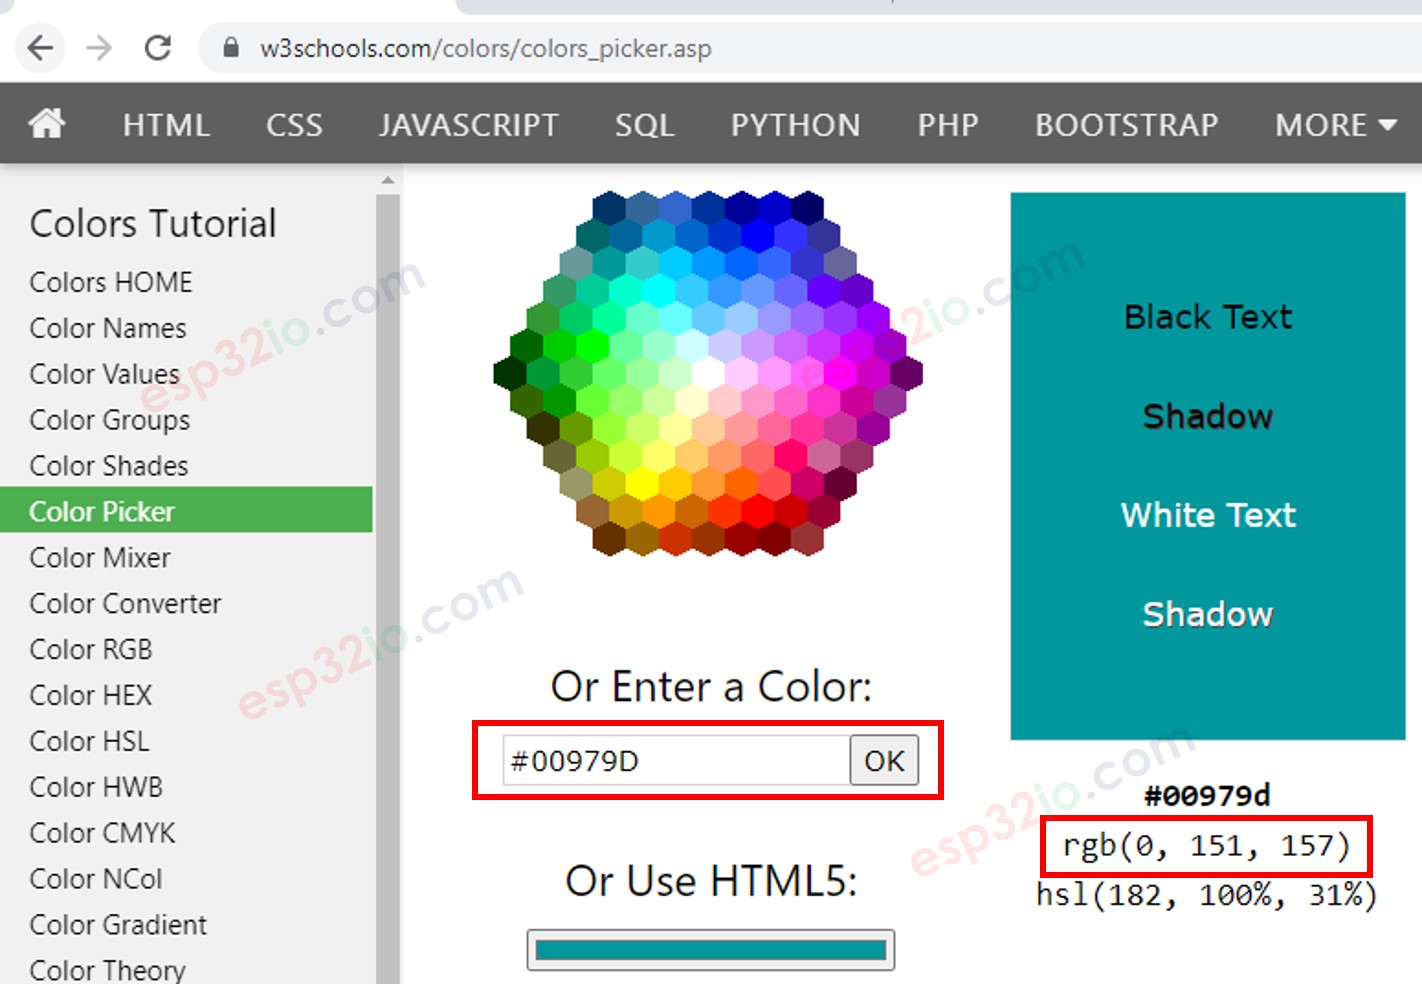 w3schools.com/colors/colors_picker.asp
HTML CSS JAVASCRIPT SQL PYTHON PHP BOOTSTRAP MORE
Colors Tutorial
Colors HOME
Color Names
Color Values
Color Groups
Color Shades
Color Picker
Color Mixer
Color Converter
Color RGB
Color HEX
Color HSL
Color HWB
Color CMYK
Color NCol
Color Gradient
Color Theory
Or Enter a Color:
#00979D OK
Or Use HTML5:
Black Text
Shadow
White Text
Shadow
#00979d
rgb(0, 151, 157)
hsl(182, 100%, 31%)
esp32io.com
esp32io.com
esp32io.com
esp32io.com